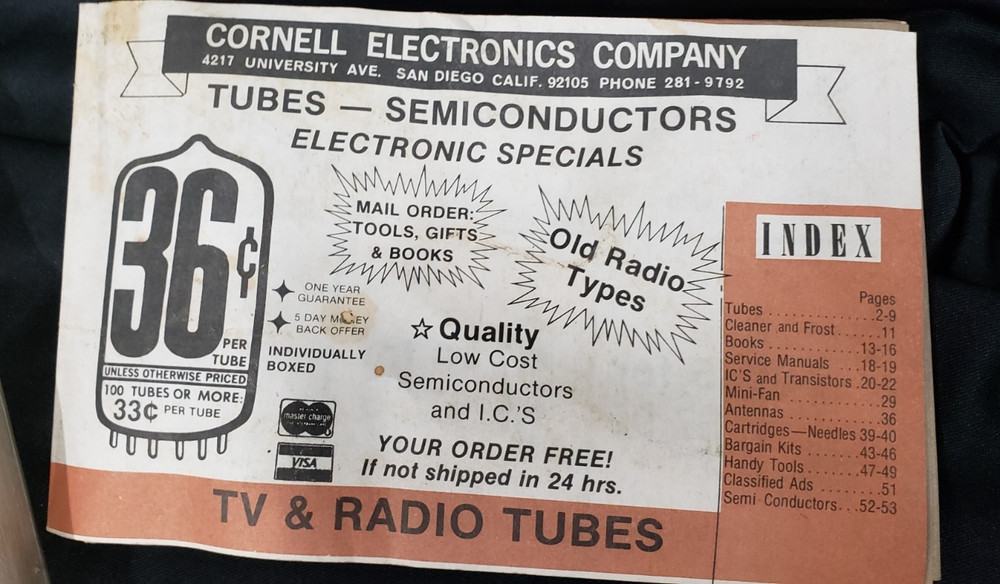 CORNELL ELECTRONICS COMPANY
4217 UNIVERSITY AVE. SAN DIEGO CALIF. 92105 PHONE 281-9792
TUBES — SEMICONDUCTORS
ELECTRONIC SPECIALS
36¢
PER
TUBE
UNLESS OTHERWISE PRICED
100 TUBES OR MORE:
33¢ PER TUBE
MAIL ORDER:
TOOLS, GIFTS
& BOOKS
Old Radio
Types
ONE YEAR
GUARANTEE
5 DAY MONEY
BACK OFFER
INDIVIDUALLY
BOXED
☆ Quality
Low Cost
Semiconductors
and I.C.'S
master charge
VISA
YOUR ORDER FREE!
If not shipped in 24 hrs.
TV & RADIO TUBES
INDEX
Pages
Tubes ..............2-9
Cleaner and Frost......11
Books ...........13-16
Service Manuals ...18-19
IC'S and Transistors .20-22
Mini-Fan ............29
Antennas ............36
Cartridges—Needles 39-40
Bargain Kits ......43-46
Handy Tools .......47-49
Classified Ads ........51
Semi Conductors...52-53